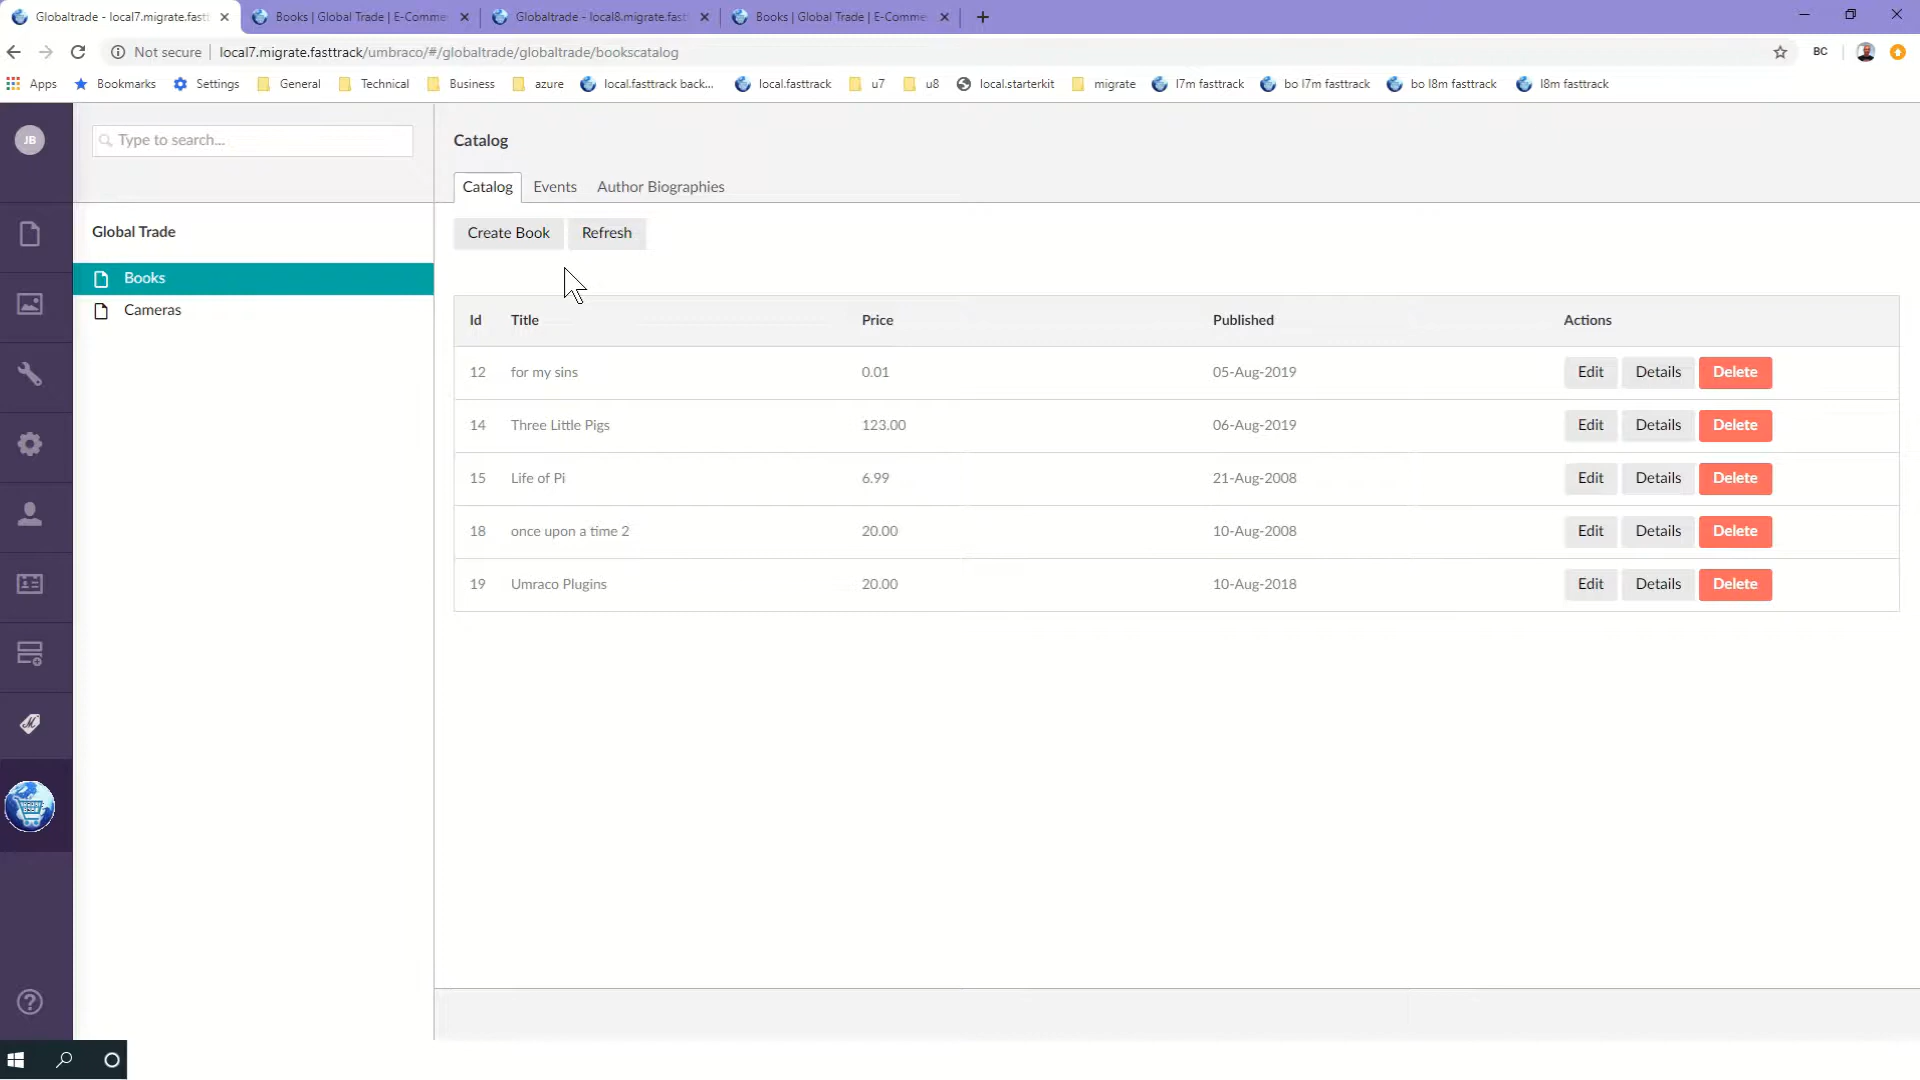 Globaltrade - local7.migrate.fastt
Books | Global Trade | E-Comme
Globaltrade - local8.migrate.fast
Books | Global Trade | E-Comme
Not secure | local7.migrate.fasttrack/umbraco/#/globaltrade/globaltrade/bookscatalog
BC
Apps Bookmarks Settings General Technical Business azure local.fasttrack back... local.fasttrack u7 u8 local.starterkit migrate l7m fasttrack bo l7m fasttrack bo l8m fasttrack l8m fasttrack
JB
Type to search...
Global Trade
Books
Cameras
Catalog
Catalog Events Author Biographies
Create Book Refresh
Id Title Price Published Actions
12 for my sins 0.01 05-Aug-2019 Edit Details Delete
14 Three Little Pigs 123.00 06-Aug-2019 Edit Details Delete
15 Life of Pi 6.99 21-Aug-2008 Edit Details Delete
18 once upon a time 2 20.00 10-Aug-2008 Edit Details Delete
19 Umraco Plugins 20.00 10-Aug-2018 Edit Details Delete